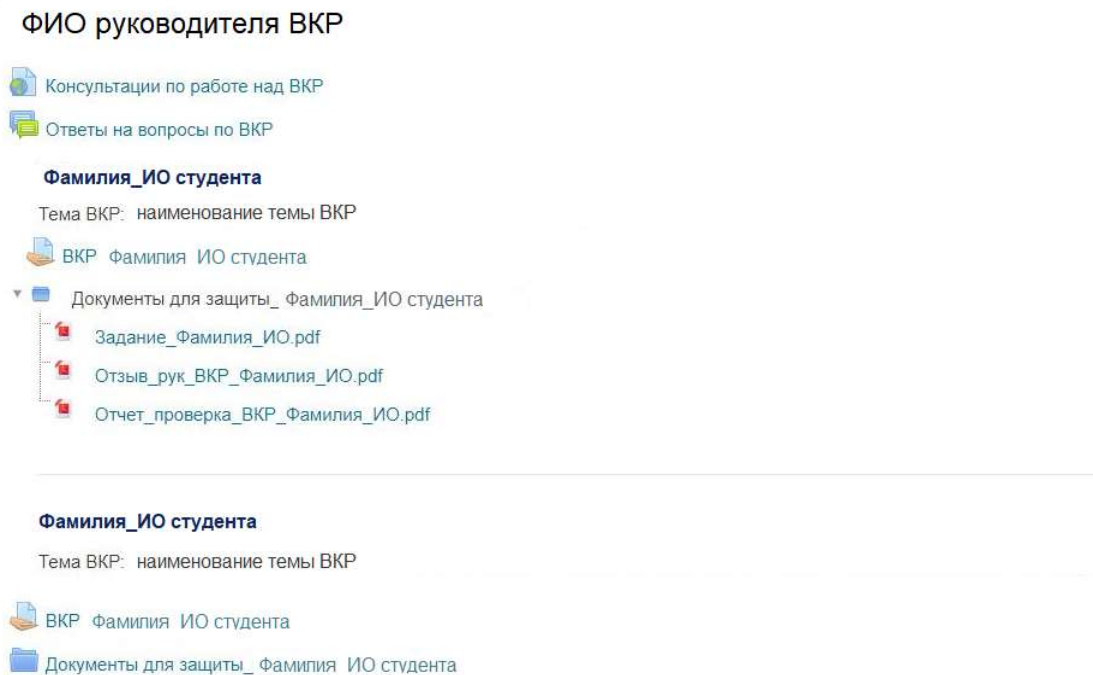 ФИО руководителя ВКР
Консультации по работе над ВКР
Ответы на вопросы по ВКР
Фамилия_ИО студента
Тема ВКР: наименование темы ВКР
ВКР Фамилия ИО студента
Документы для защиты_ Фамилия_ИО студента
Задание_Фамилия_ИО.pdf
Отзыв_рук_ВКР_Фамилия_ИО.pdf
Отчет_проверка_ВКР_Фамилия_ИО.pdf
Фамилия_ИО студента
Тема ВКР: наименование темы ВКР
ВКР Фамилия ИО студента
Документы для защиты_ Фамилия ИО студента